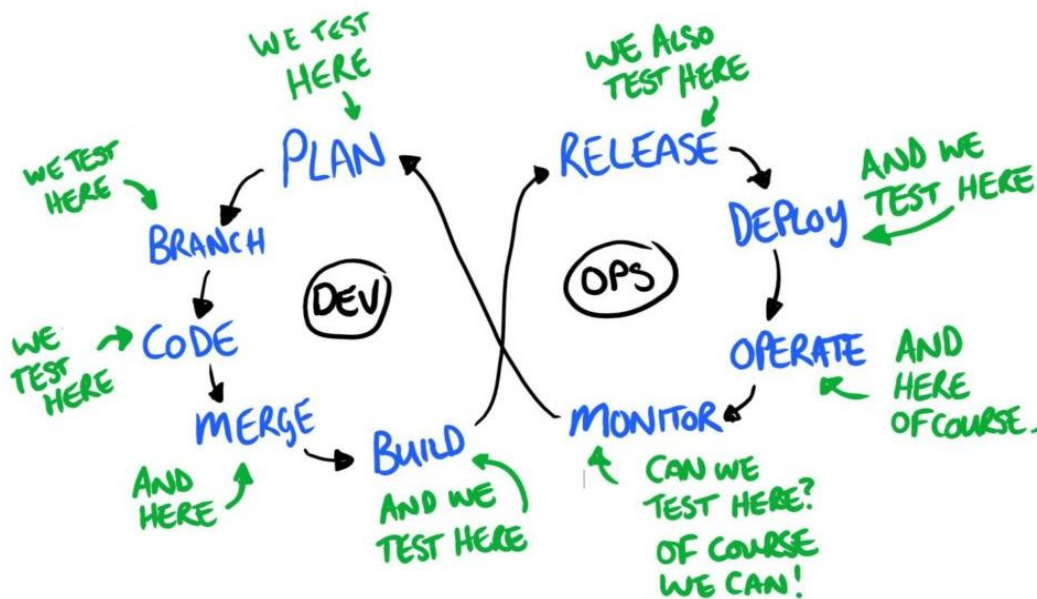 WE TEST
HERE
PLAN
WE TEST
HERE
BRANCH
DEV
WE
TEST
HERE
CODE
MERGE
AND
HERE
BUILD
AND WE
TEST HERE
WE ALSO
TEST HERE
RELEASE
AND WE
TEST HERE
DEPLOY
OPS
OPERATE
AND
HERE
OF COURSE.
MONITOR
CAN WE
TEST HERE?
OF COURSE
WE CAN!